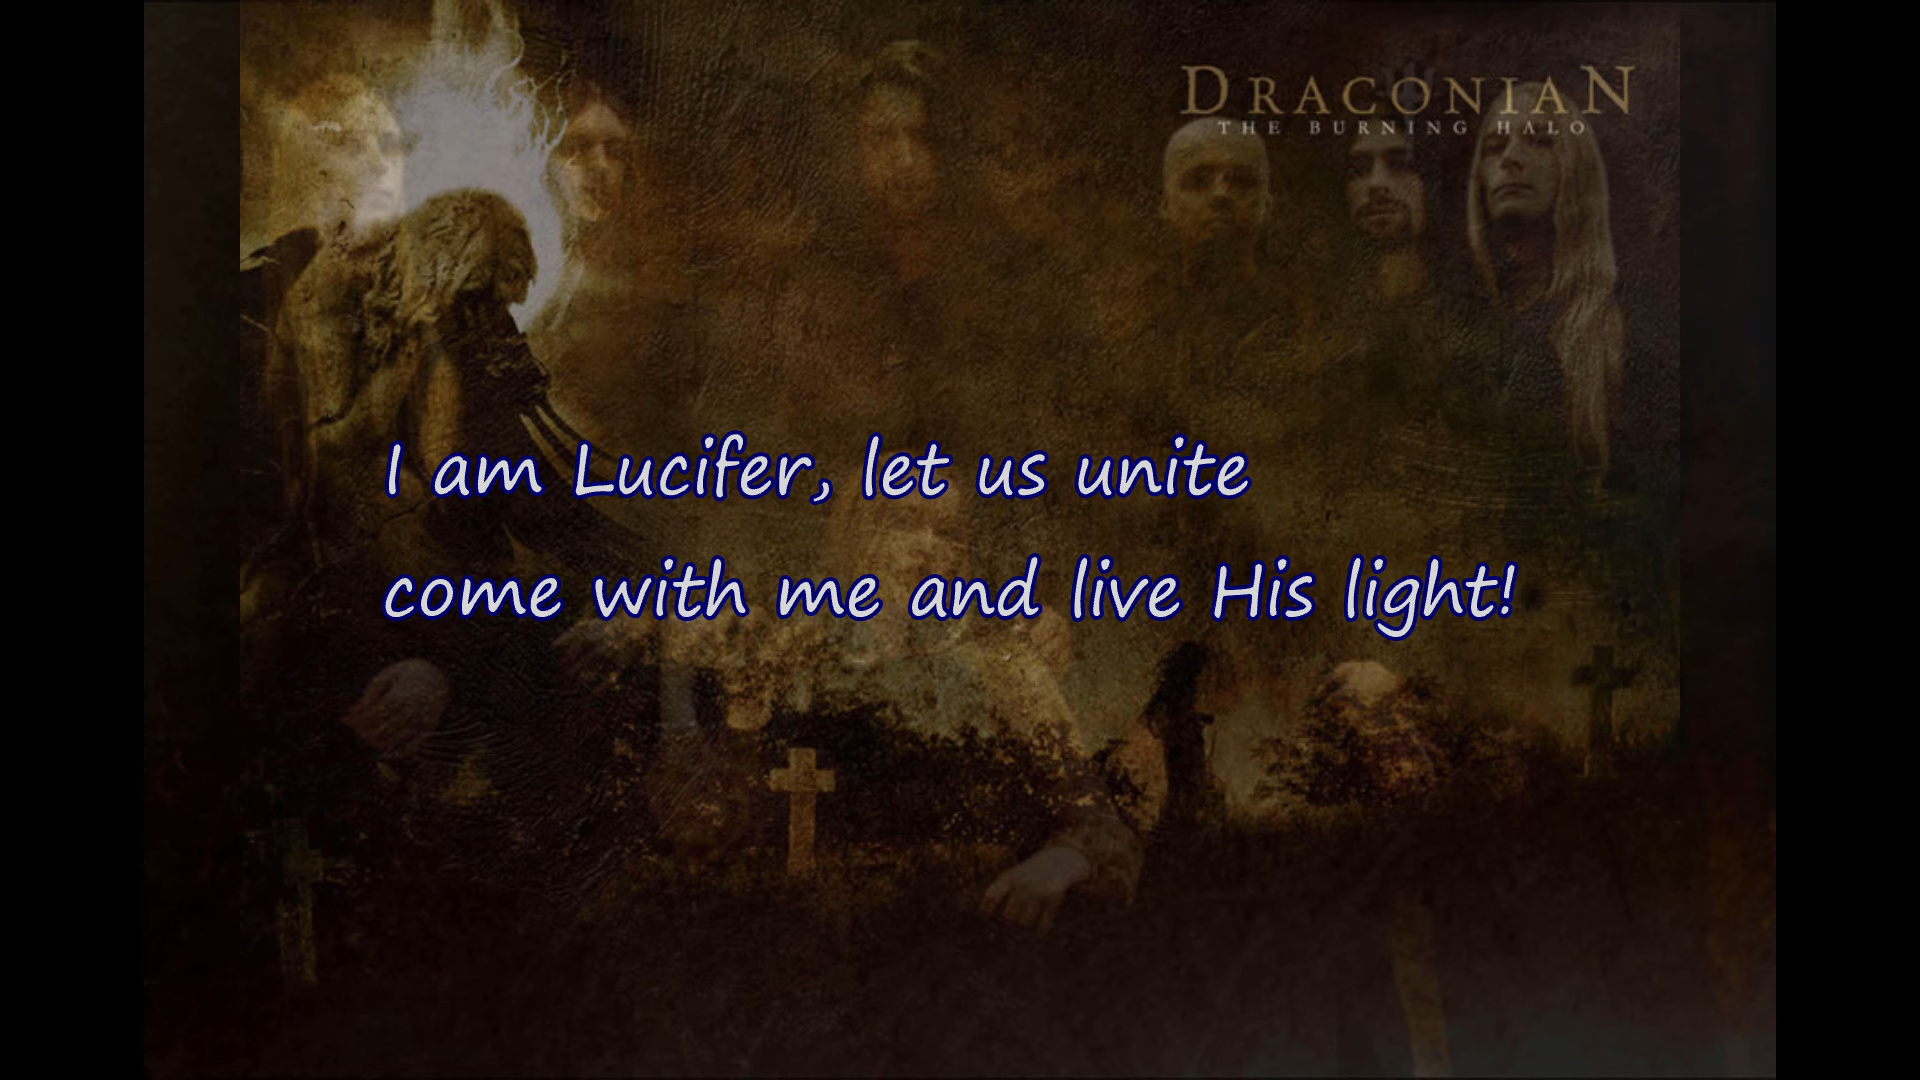 DRACONIAN
THE BURNING HALO
I am Lucifer, let us unite
come with me and live His light!